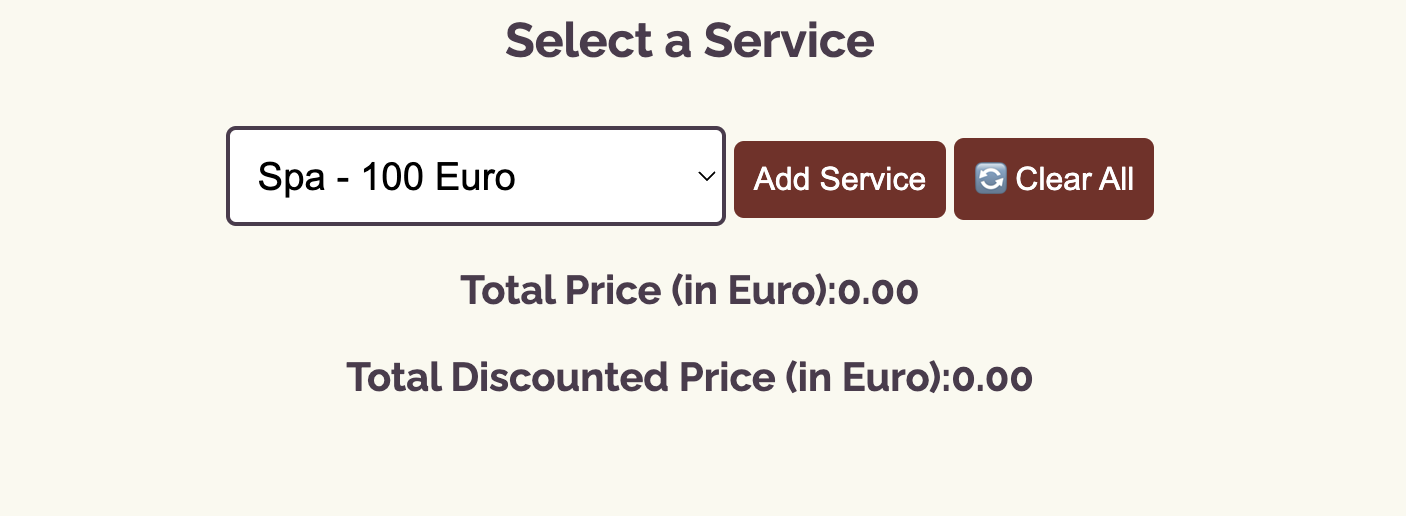 Select a Service
Spa - 100 Euro Add Service Clear All
Total Price (in Euro):0.00
Total Discounted Price (in Euro):0.00